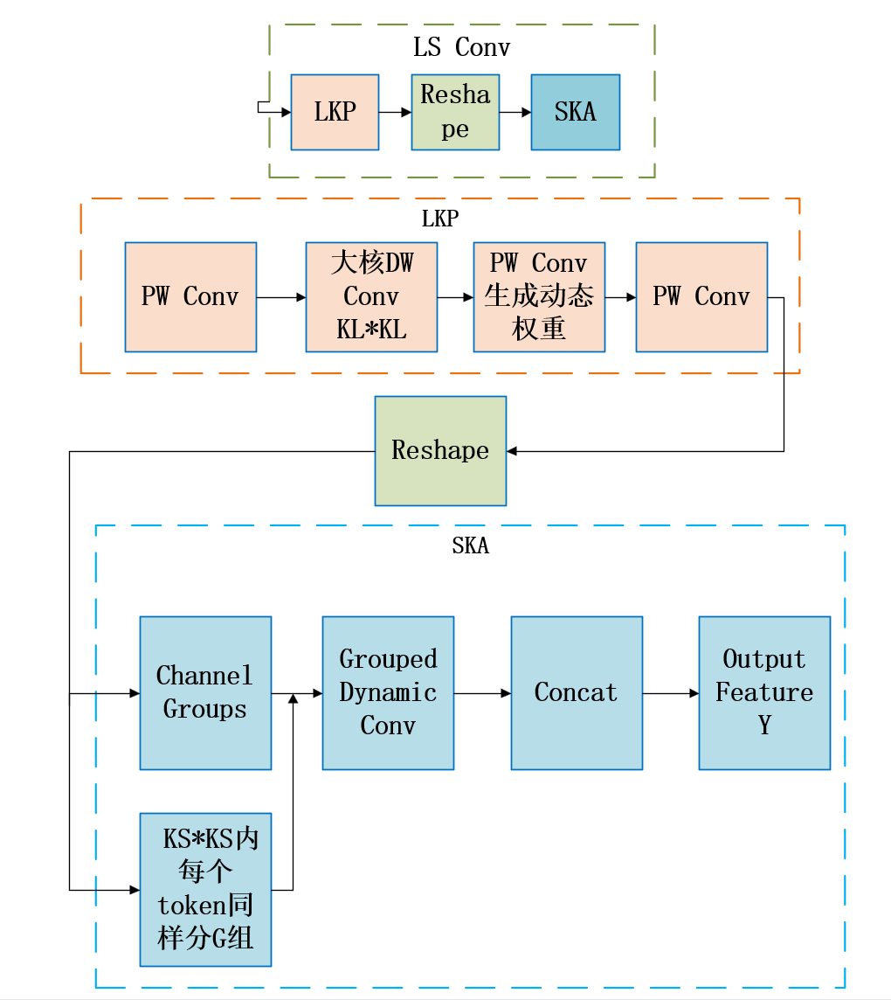 LS Conv
LKP
Resha
pe
SKA
LKP
PW Conv
大核DW
Conv
KL*KL
PW Conv
生成动态
权重
PW Conv
Reshape
SKA
Channel
Groups
Grouped
Dynamic
Conv
Concat
Output
Feature
Y
KS*KS内
每个
token同
样分G组